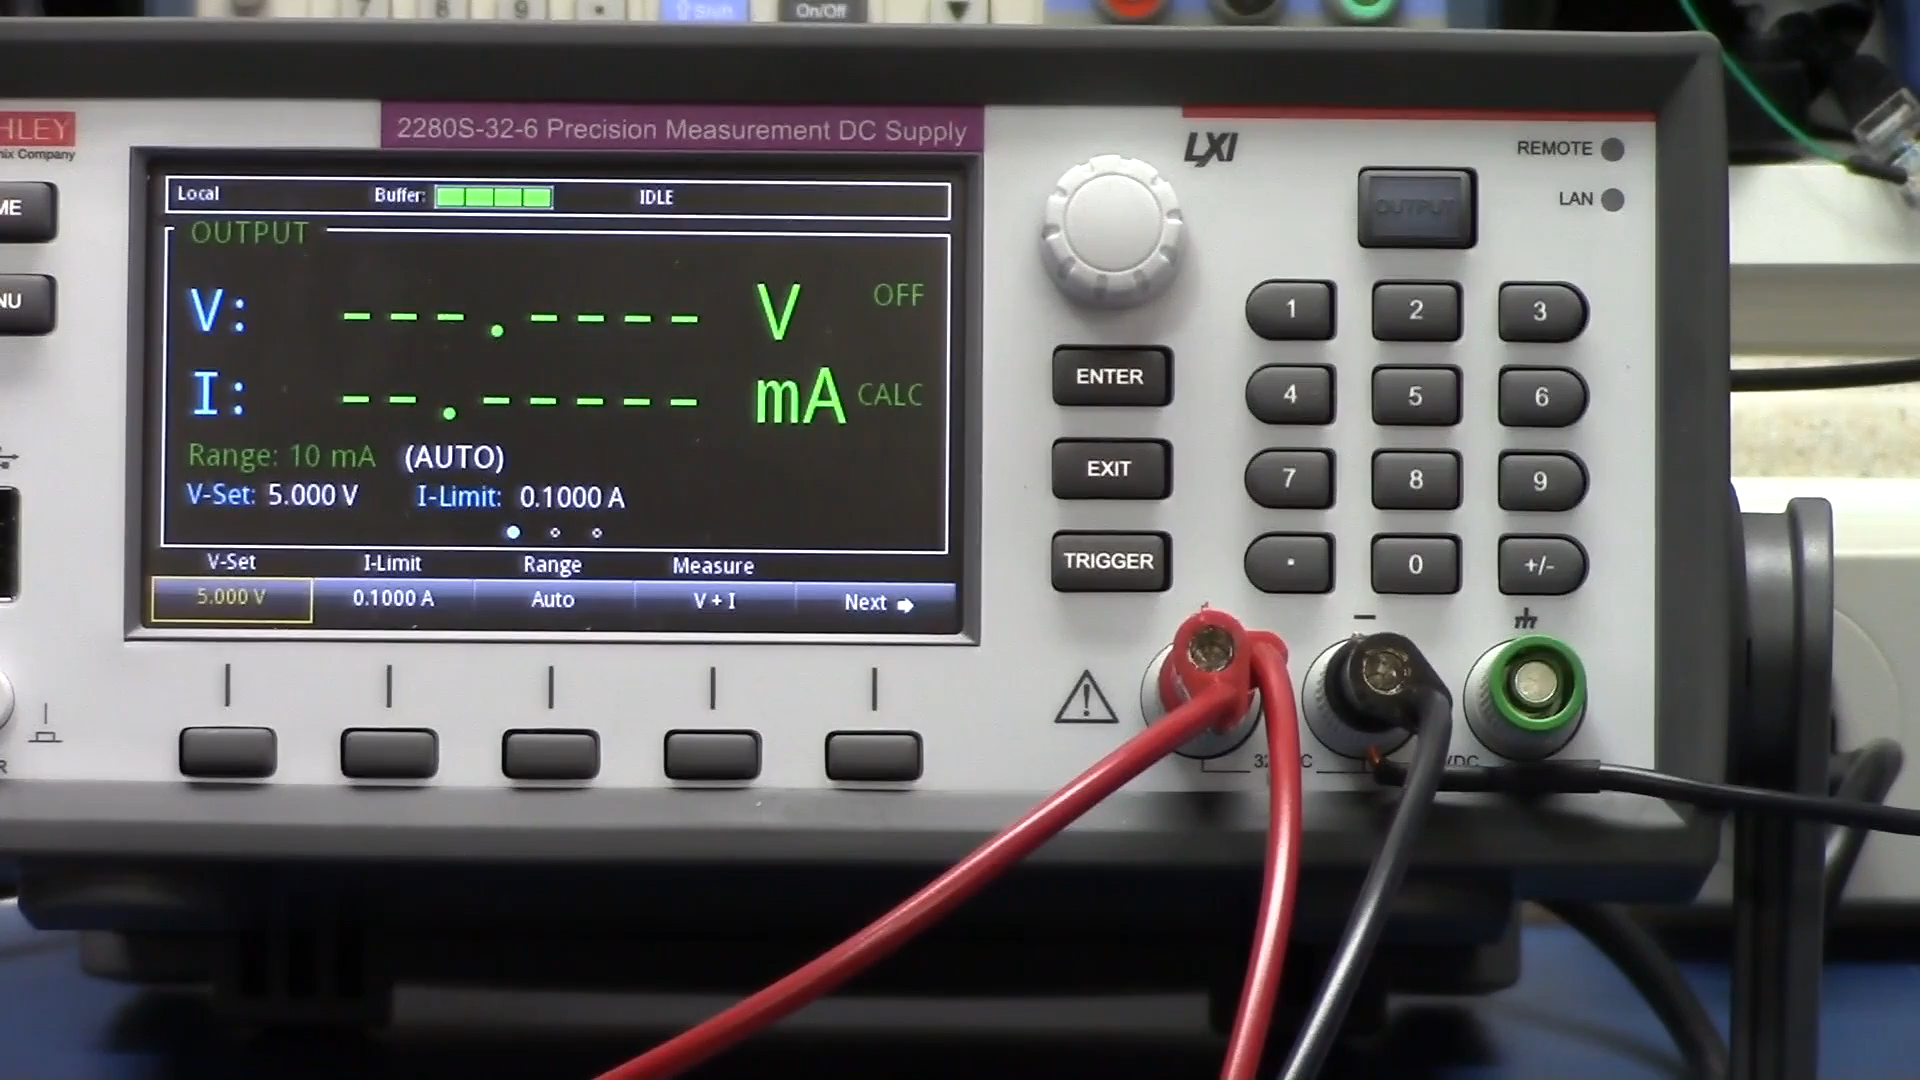 7 8 9 Shift On/Off
HLEY
nix Company
2280S-32-6 Precision Measurement DC Supply
LXI
REMOTE
LAN
OUTPUT
ME
NU
Local Buffer: IDLE
OUTPUT
V: ---.---- V OFF
I: --.----- mA CALC
Range: 10 mA (AUTO)
V-Set: 5.000 V I-Limit: 0.1000 A
V-Set I-Limit Range Measure
5.000 V 0.1000 A Auto V + I Next
ENTER
EXIT
TRIGGER
1 2 3
4 5 6
7 8 9
. 0 +/-
R